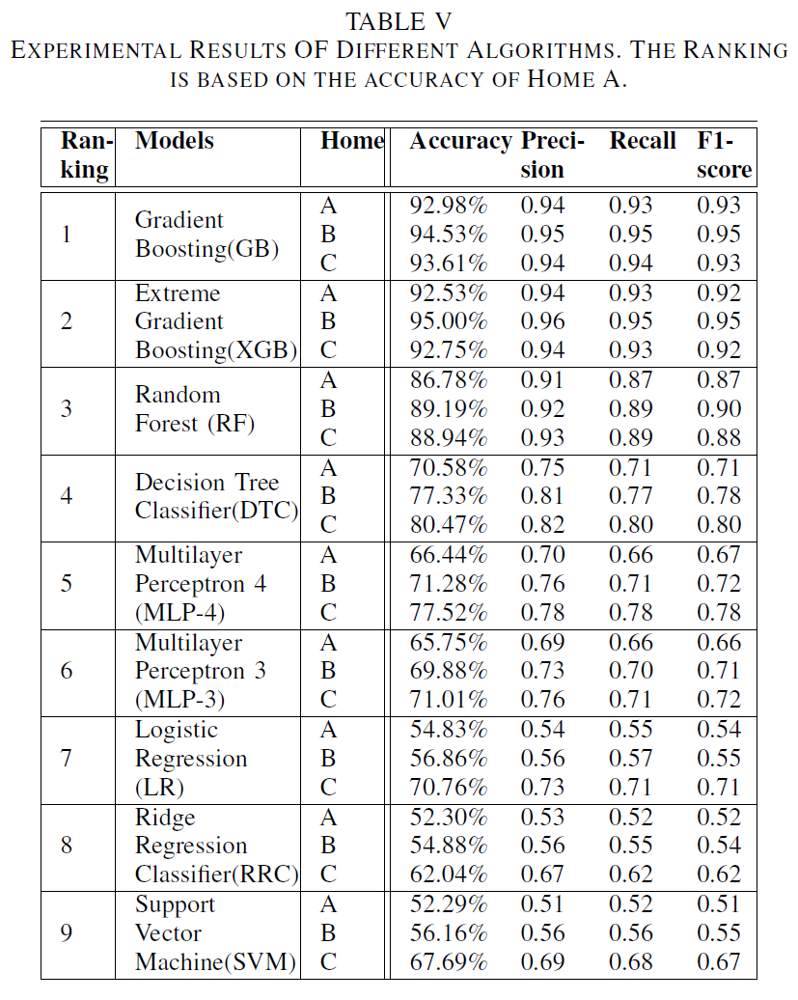 TABLE V
EXPERIMENTAL RESULTS OF DIFFERENT ALGORITHMS. THE RANKING
IS BASED ON THE ACCURACY OF HOME A.
Ran-king Models Home Accuracy Preci-sion Recall F1-score
1 Gradient Boosting(GB) A 92.98% 0.94 0.93 0.93
B 94.53% 0.95 0.95 0.95
C 93.61% 0.94 0.94 0.93
2 Extreme Gradient Boosting(XGB) A 92.53% 0.94 0.93 0.92
B 95.00% 0.96 0.95 0.95
C 92.75% 0.94 0.93 0.92
3 Random Forest (RF) A 86.78% 0.91 0.87 0.87
B 89.19% 0.92 0.89 0.90
C 88.94% 0.93 0.89 0.88
4 Decision Tree Classifier(DTC) A 70.58% 0.75 0.71 0.71
B 77.33% 0.81 0.77 0.78
C 80.47% 0.82 0.80 0.80
5 Multilayer Perceptron 4 (MLP-4) A 66.44% 0.70 0.66 0.67
B 71.28% 0.76 0.71 0.72
C 77.52% 0.78 0.78 0.78
6 Multilayer Perceptron 3 (MLP-3) A 65.75% 0.69 0.66 0.66
B 69.88% 0.73 0.70 0.71
C 71.01% 0.76 0.71 0.72
7 Logistic Regression (LR) A 54.83% 0.54 0.55 0.54
B 56.86% 0.56 0.57 0.55
C 70.76% 0.73 0.71 0.71
8 Ridge Regression Classifier(RRC) A 52.30% 0.53 0.52 0.52
B 54.88% 0.56 0.55 0.54
C 62.04% 0.67 0.62 0.62
9 Support Vector Machine(SVM) A 52.29% 0.51 0.52 0.51
B 56.16% 0.56 0.56 0.55
C 67.69% 0.69 0.68 0.67